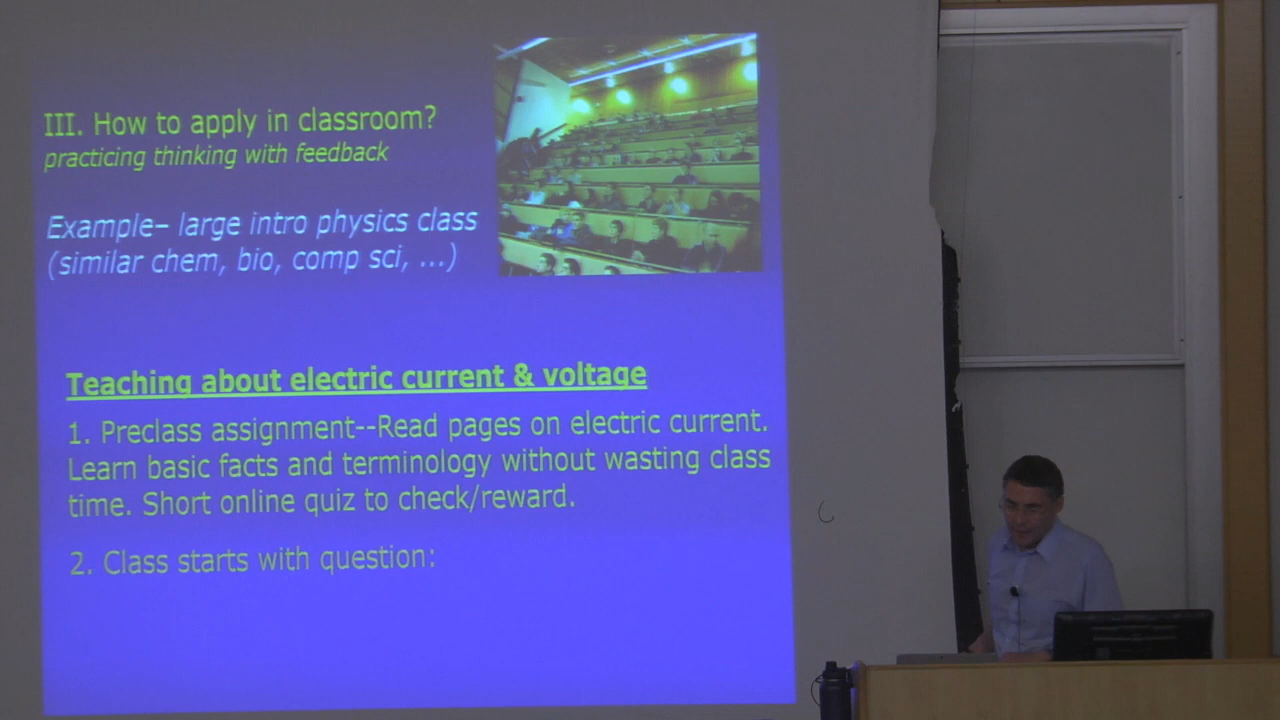 III. How to apply in classroom?
practicing thinking with feedback
Example– large intro physics class
(similar chem, bio, comp sci, ...)
Teaching about electric current & voltage
1. Preclass assignment--Read pages on electric current.
Learn basic facts and terminology without wasting class
time. Short online quiz to check/reward.
2. Class starts with question: